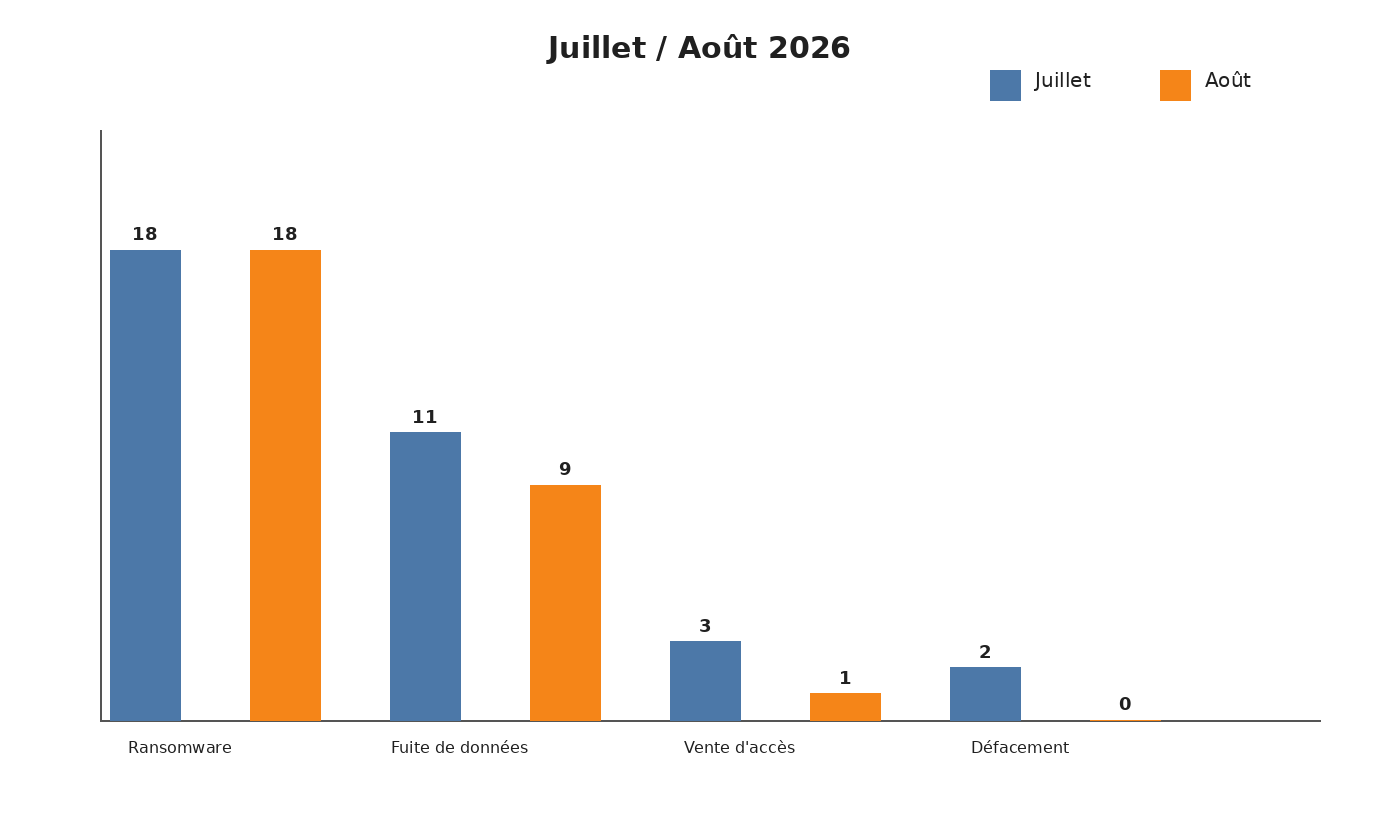 Juillet / Août 2026
Juillet
Août
18
18
11
9
3
1
2
0
Ransomware
Fuite de données
Vente d'accès
Défacement